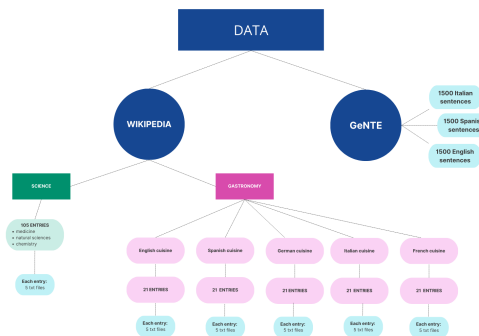 DATA
WIKIPEDIA
GeNTE
1500 Italian
sentences
1500 Spanis
sentences
1500 English
sentences
SCIENCE
GASTRONOMY
105 ENTRIES
• medicine
• natural sciences
• chemistry
Each entry:
5 txt files
English cuisine
Spanish cuisine
German cuisine
Italian cuisine
French cuisine
21 ENTRIES
21 ENTRIES
21 ENTRIES
21 ENTRIES
21 ENTRIES
Each entry:
5 txt files
Each entry:
5 txt files
Each entry:
5 txt files
Each entry:
5 txt files
Each entry:
5 txt files